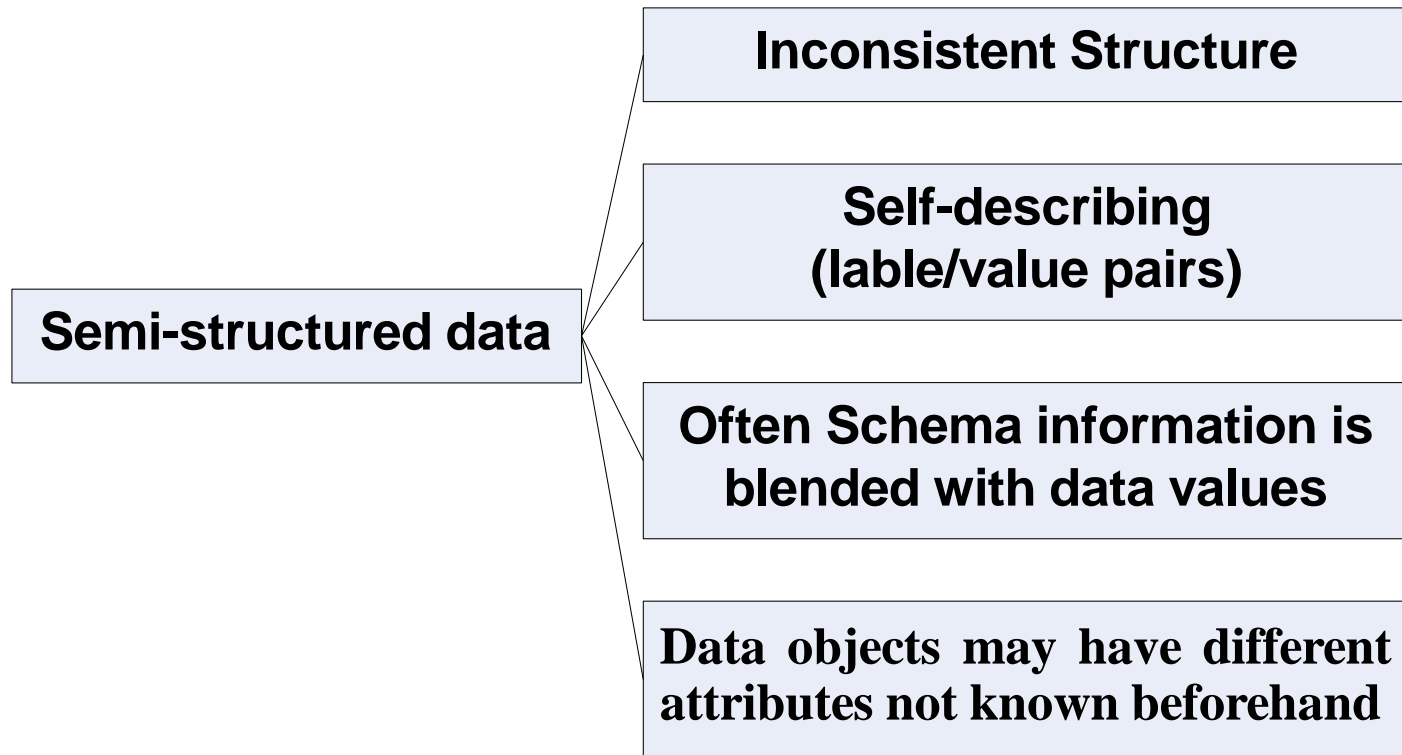 Inconsistent Structure
Self-describing
(lable/value pairs)
Semi-structured data
Often Schema information is
blended with data values
Data objects may have different
attributes not known beforehand